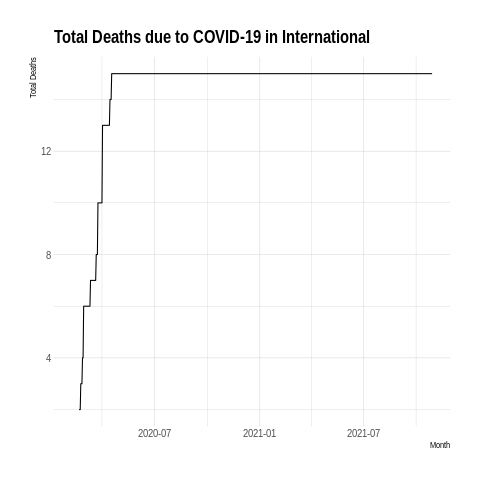 Total Deaths due to COVID-19 in International
Total Deaths
12
8
4
2020-07 2021-01 2021-07
Month